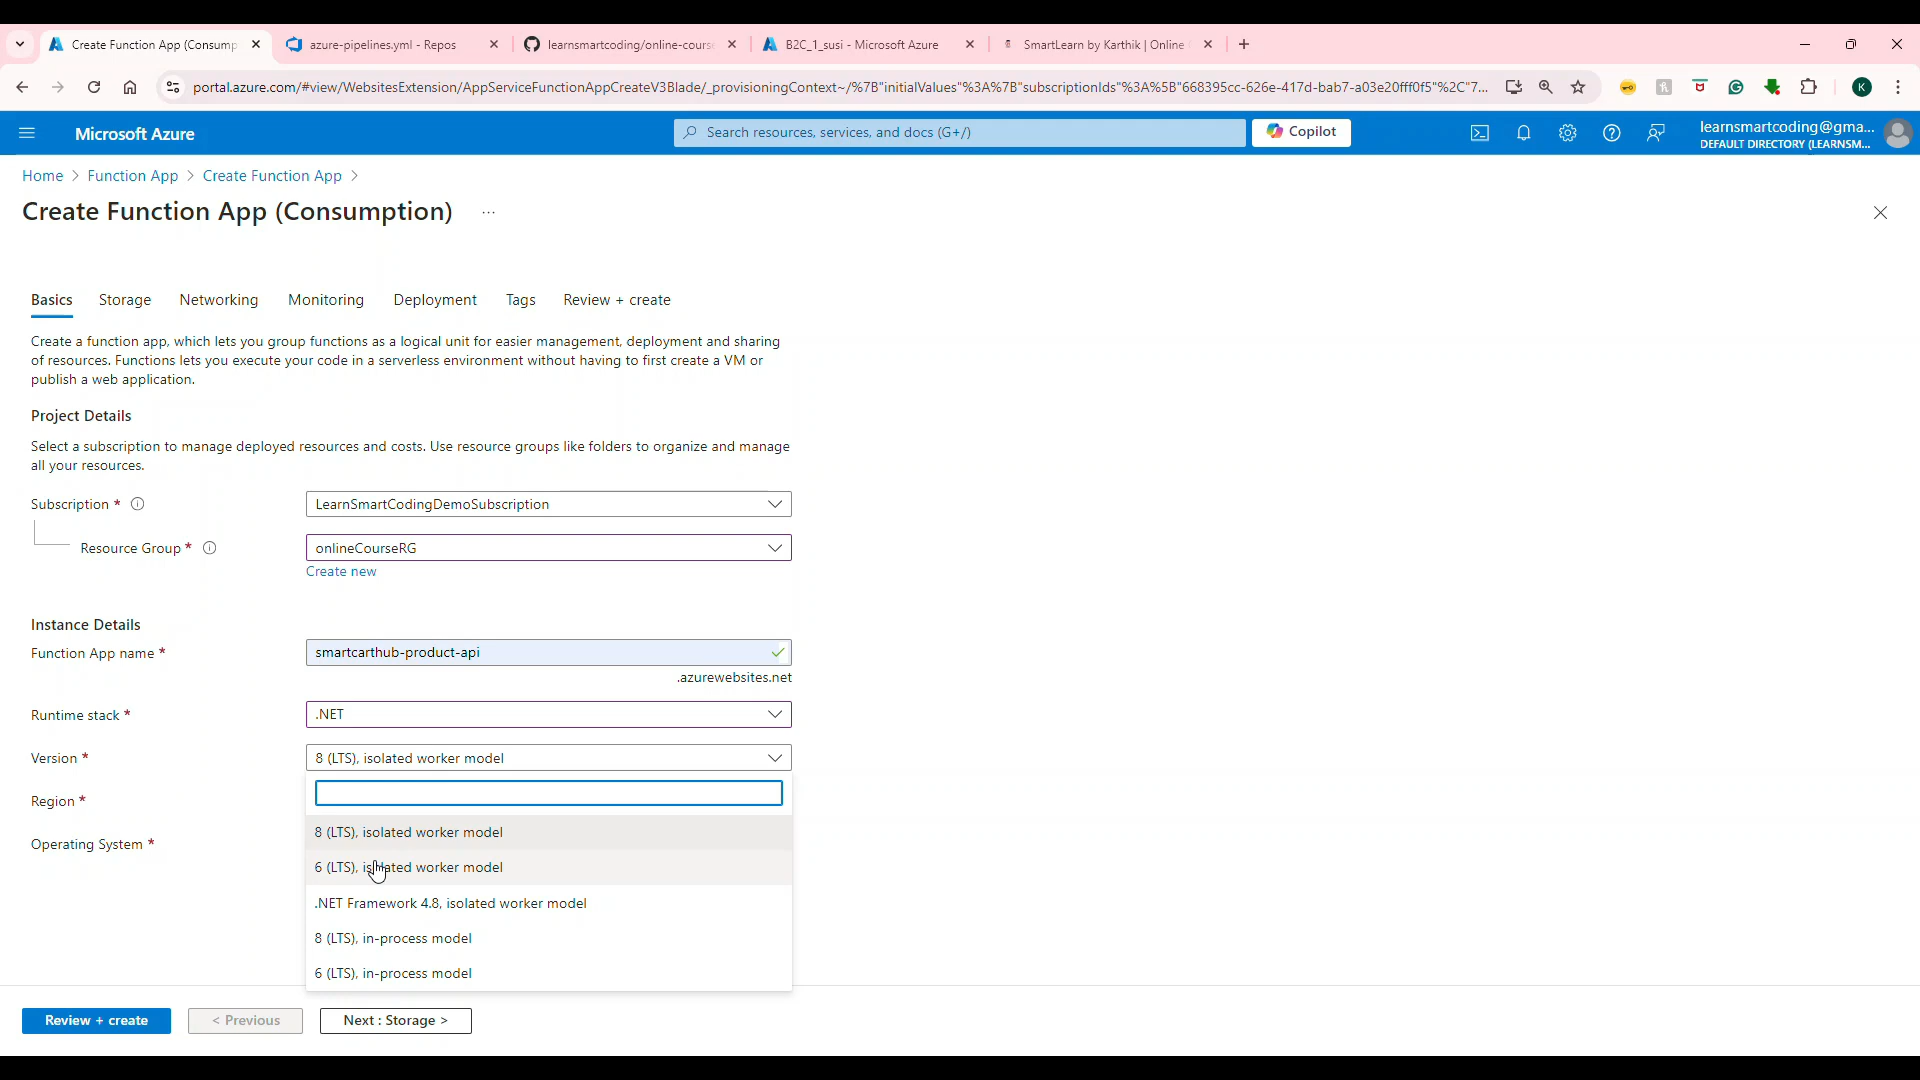 Create Function App (Consump
azure-pipelines.yml - Repos
learnsmartcoding/online-cours
B2C_1_susi - Microsoft Azure
SmartLearn by Karthik | Online
portal.azure.com/#view/WebsitesExtension/AppServiceFunctionAppCreateV3Blade/_provisioningContext~/%7B"initialValues"%3A%7B"subscriptionIds"%3A%5B"668395cc-626e-417d-bab7-a03e20fff0f5"%2C"7...
K
Microsoft Azure
Search resources, services, and docs (G+/)
Copilot
learnsmartcoding@gma...
DEFAULT DIRECTORY (LEARNSM...
Home > Function App > Create Function App >
Create Function App (Consumption) ...
Basics Storage Networking Monitoring Deployment Tags Review + create
Create a function app, which lets you group functions as a logical unit for easier management, deployment and sharing
of resources. Functions lets you execute your code in a serverless environment without having to first create a VM or
publish a web application.
Project Details
Select a subscription to manage deployed resources and costs. Use resource groups like folders to organize and manage
all your resources.
Subscription * LearnSmartCodingDemoSubscription
Resource Group * onlineCourseRG
Create new
Instance Details
Function App name * smartcarthub-product-api
.azurewebsites.net
Runtime stack * .NET
Version * 8 (LTS), isolated worker model
Region *
8 (LTS), isolated worker model
Operating System *
6 (LTS), isolated worker model
.NET Framework 4.8, isolated worker model
8 (LTS), in-process model
6 (LTS), in-process model
Review + create < Previous Next : Storage >